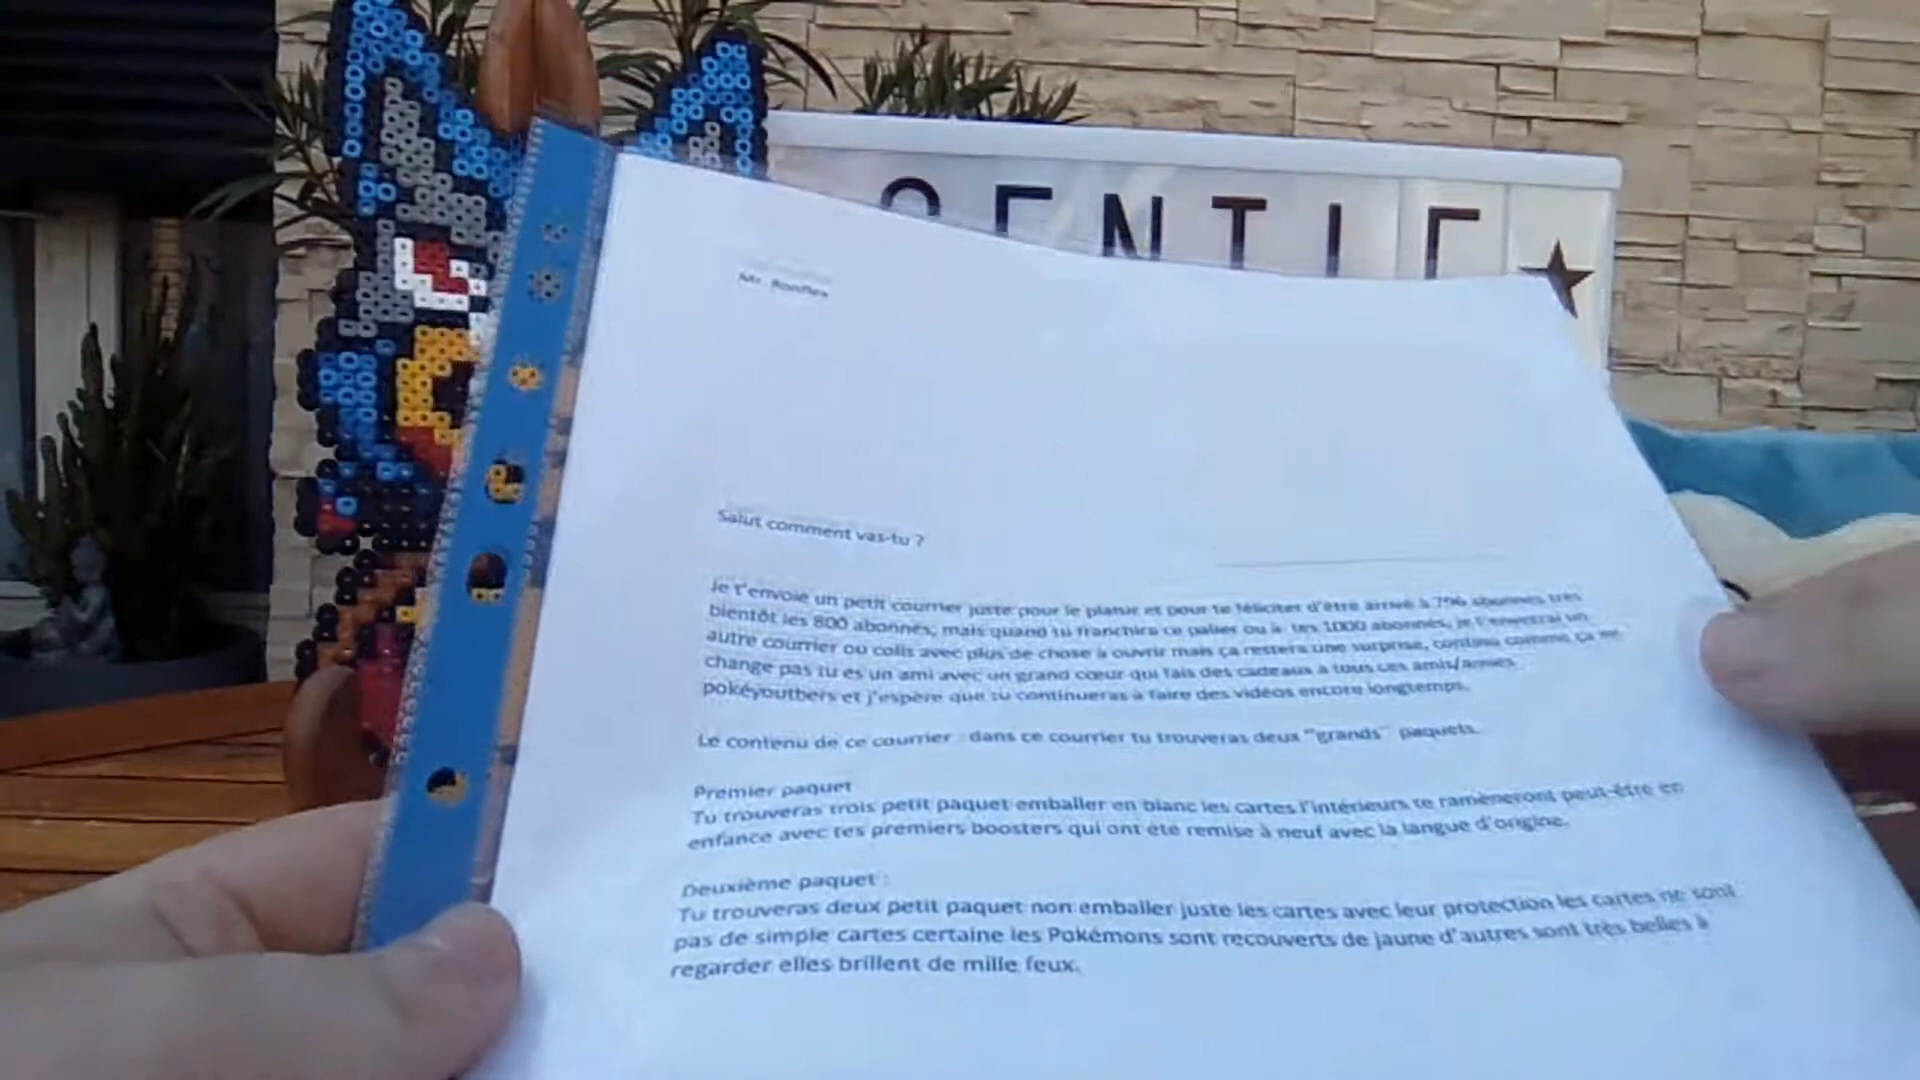 GENTLE
Mr. Ronflex
Salut comment vas-tu ?
Je t'envoie un petit courrier juste pour le plaisir et pour te féliciter d'être arrivé à 796 abonnés très
bientôt les 800 abonnés, mais quand tu franchira ce palier ou à tes 1000 abonnés, je t'enverrai un
autre courrier ou colis avec plus de chose à ouvrir mais ça restera une surprise, continu comme ça ne
change pas tu es un ami avec un grand cœur qui fais des cadeaux à tous ces amis/amies
pokéyoutbers et j'espère que tu continueras à faire des vidéos encore longtemps.
Le contenu de ce courrier : dans ce courrier tu trouveras deux "grands" paquets.
Premier paquet
Tu trouveras trois petit paquet emballer en blanc les cartes l'intérieurs te ramèneront peut-être en
enfance avec tes premiers boosters qui ont été remise à neuf avec la langue d'origine.
Deuxième paquet :
Tu trouveras deux petit paquet non emballer juste les cartes avec leur protection les cartes ne sont
pas de simple cartes certaine les Pokémons sont recouverts de jaune d'autres sont très belles à
regarder elles brillent de mille feux.